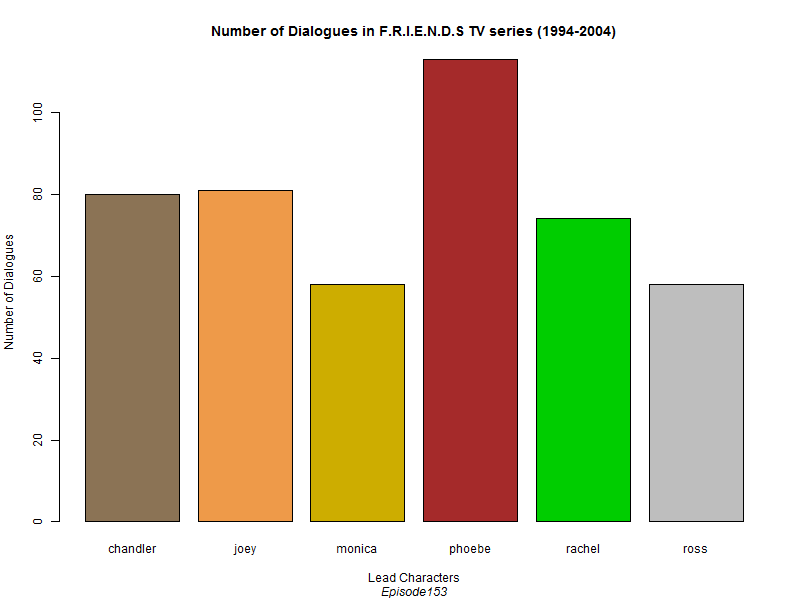 Number of Dialogues in F.R.I.E.N.D.S TV series (1994-2004)
Number of Dialogues
100
80
60
40
20
0
chandler joey monica phoebe rachel ross
Lead Characters
Episode153